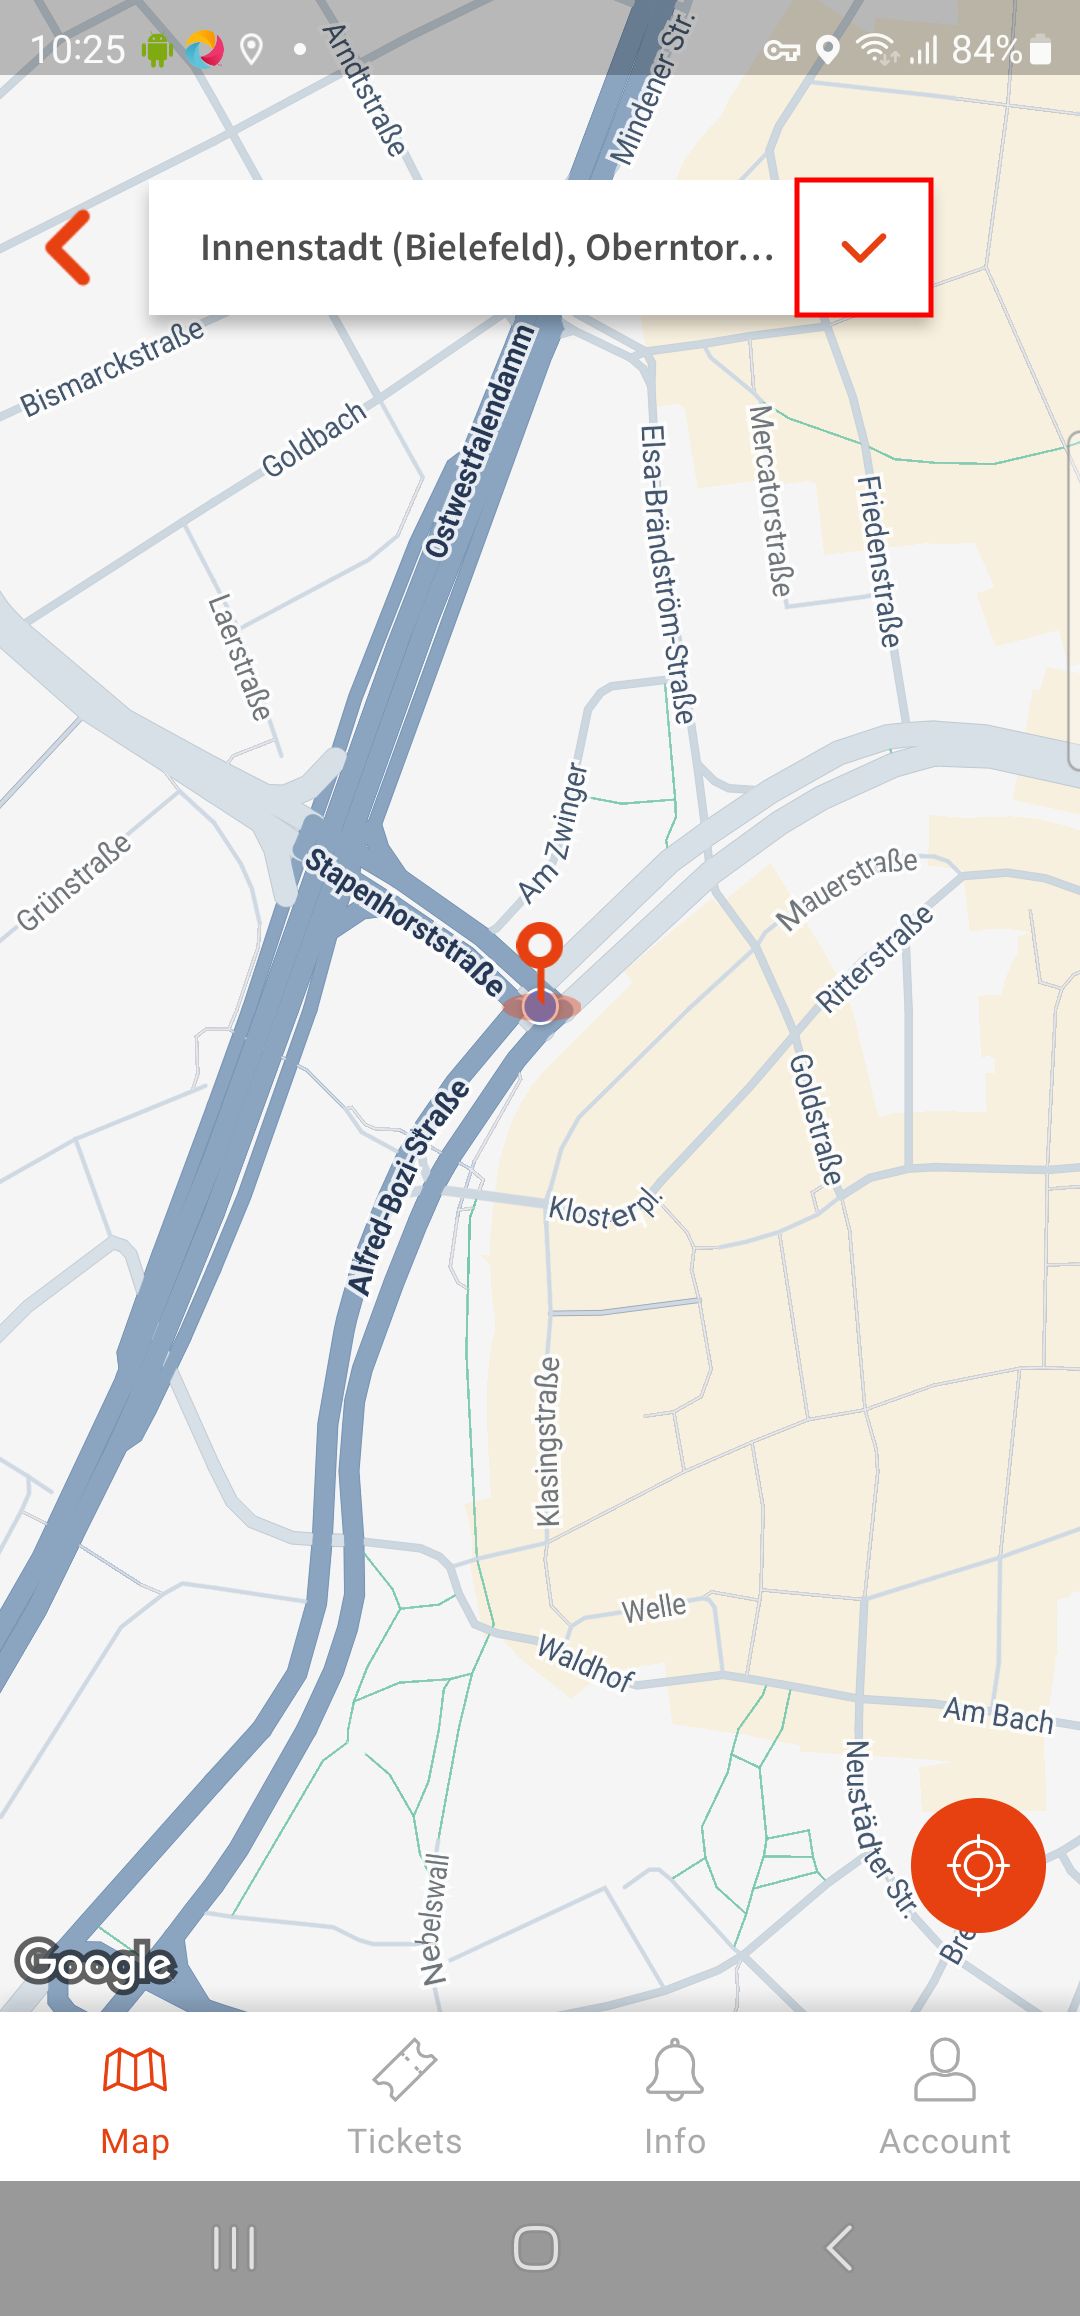 10:25
84%
Arndtstraße
Mindener Str.
Innenstadt (Bielefeld), Oberntor...
Bismarckstraße
Goldbach
Ostwestfalendamm
Elsa-Brändström-Straße
Mercatorstraße
Friedenstraße
Laerstraße
Am Zwinger
Grünstraße
Stapenhorststraße
Mauerstraße
Ritterstraße
Goldstraße
Alfred-Bozi-Straße
Klosterpl.
Klasingstraße
Welle
Waldhof
Am Bach
Neustädter Str.
Nebelswall
Bre
Google
Map
Tickets
Info
Account